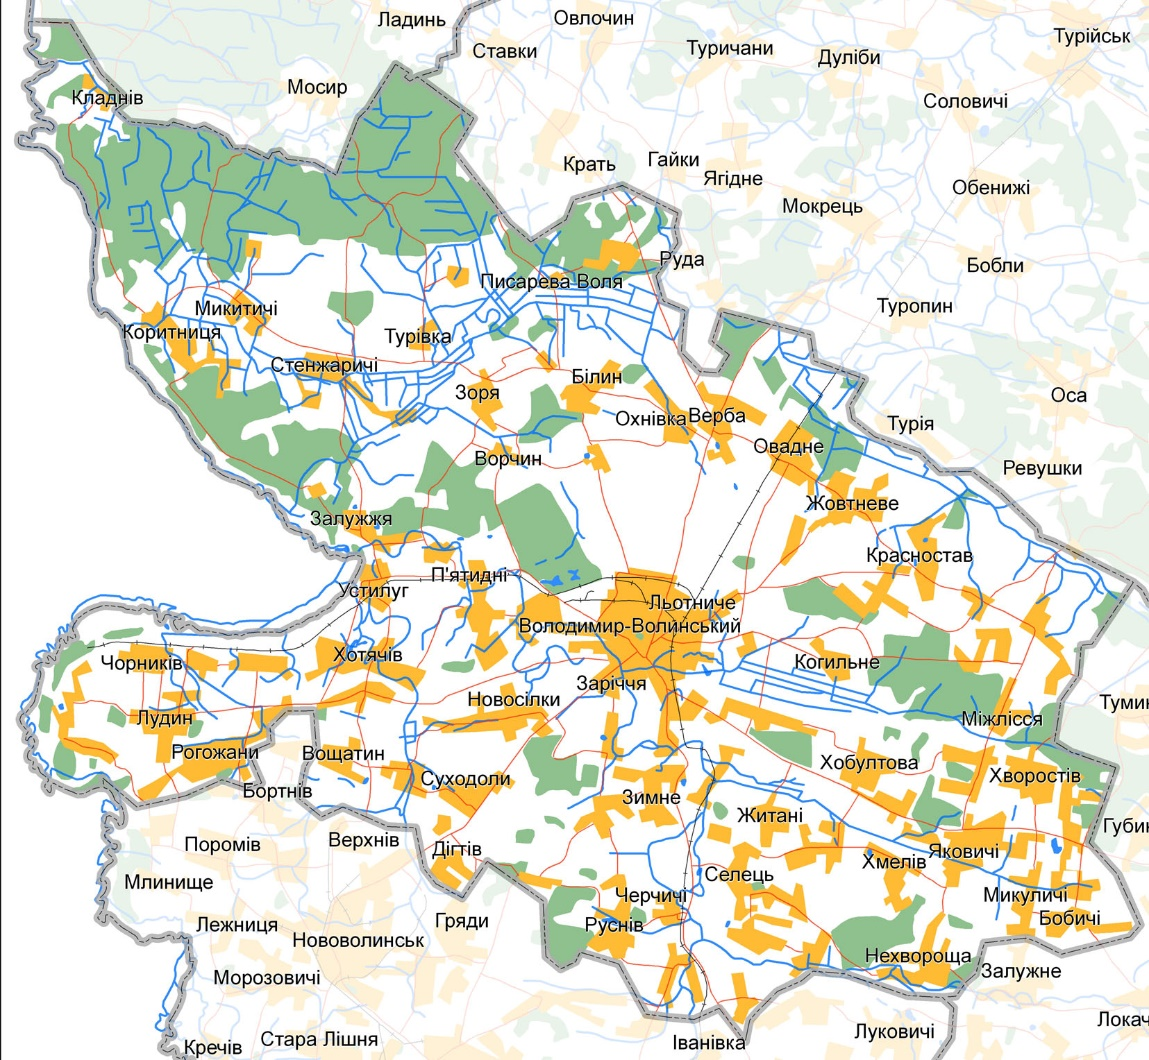 Ладинь
Овлочин
Ставки
Туричани
Турійськ
Дуліби
Мосир
Кладнів
Соловичі
Крать
Гайки
Ягідне
Обенижі
Мокрець
Руда
Бобли
Писарева Воля
Микитичі
Туропин
Коритниця
Турівка
Стенжаричі
Білин
Зоря
Оса
Охнівка
Верба
Турія
Овадне
Ворчин
Ревушки
Жовтневе
Залужжя
Красностав
П'ятидні
Устилуг
Льотниче
Володимир-Волинський
Хотячів
Чорників
Когильне
Заріччя
Новосілки
Лудин
Міжлісся
Рогожани
Вощатин
Хобултова
Суходоли
Хворостів
Бортнів
Зимне
Житані
Верхнів
Поромів
Дігтів
Яковичі
Хмелів
Млинище
Селець
Черчичі
Микуличі
Бобичі
Лежниця
Гряди
Руснів
Нововолинськ
Нехвороща
Морозовичі
Залужне
Луковичі
Стара Лішня
Іванівка
Кречів